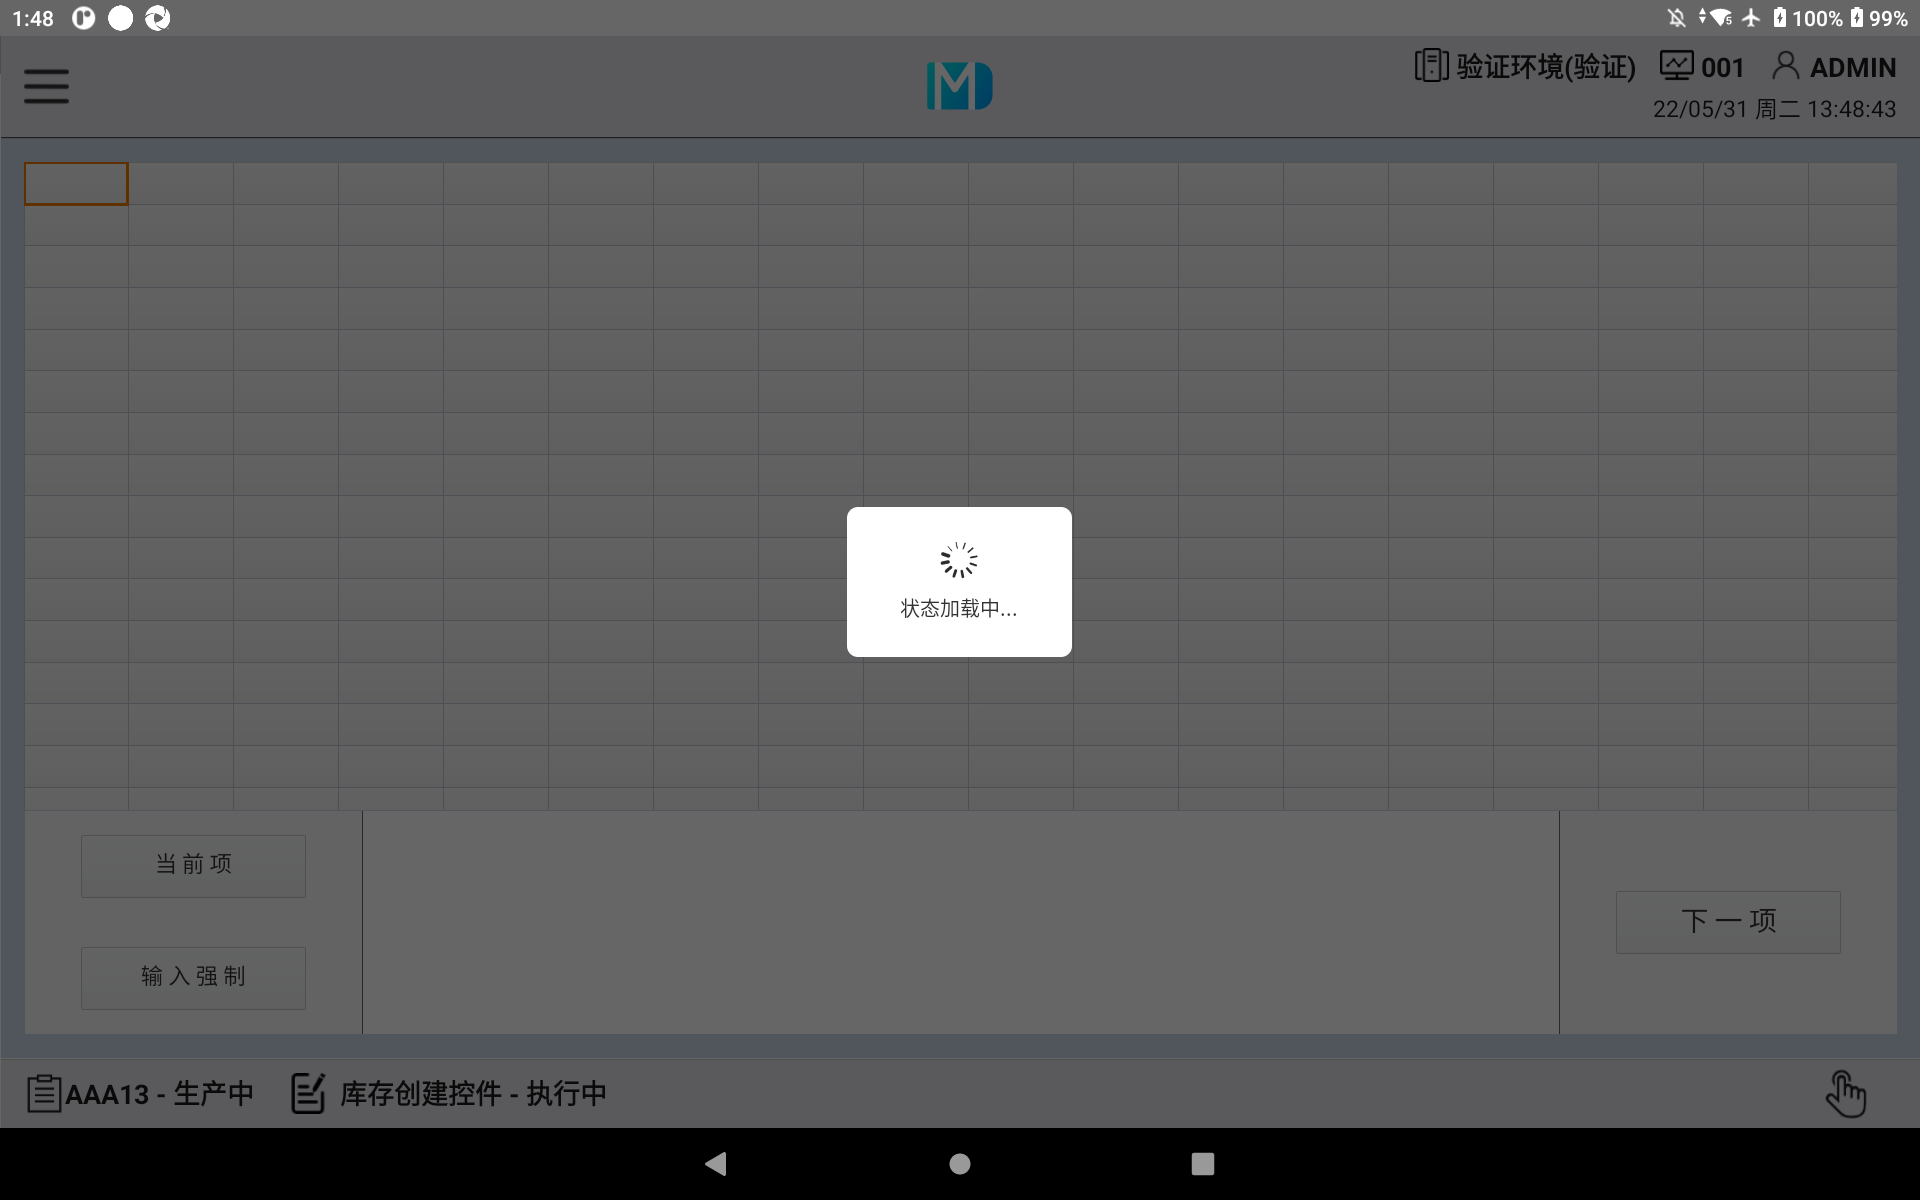 1:48
100% 99%
验证环境(验证) 001 ADMIN
22/05/31 周二 13:48:43
状态加载中...
当前项
输入强制
下一项
AAA13 - 生产中 库存创建控件 - 执行中